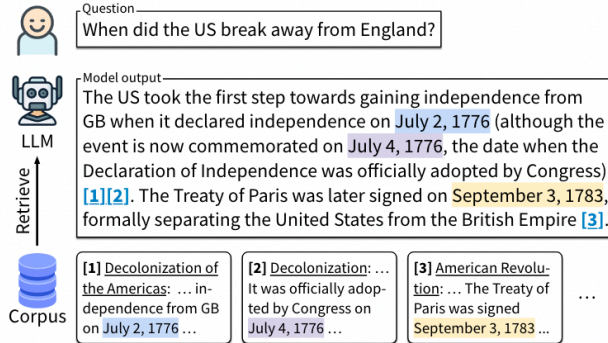 Question
When did the US break away from England?
Model output
The US took the first step towards gaining independence from
GB when it declared independence on July 2, 1776 (although the
event is now commemorated on July 4, 1776, the date when the
Declaration of Independence was officially adopted by Congress)
[1][2]. The Treaty of Paris was later signed on September 3, 1783,
formally separating the United States from the British Empire [3].
LLM
Retrieve
Corpus
[1] Decolonization of
the Americas: … in-
dependence from GB
on July 2, 1776 …
[2] Decolonization: …
It was officially adop-
ted by Congress on
July 4, 1776 …
[3] American Revolu-
tion: … The Treaty of
Paris was signed
September 3, 1783 ...
…